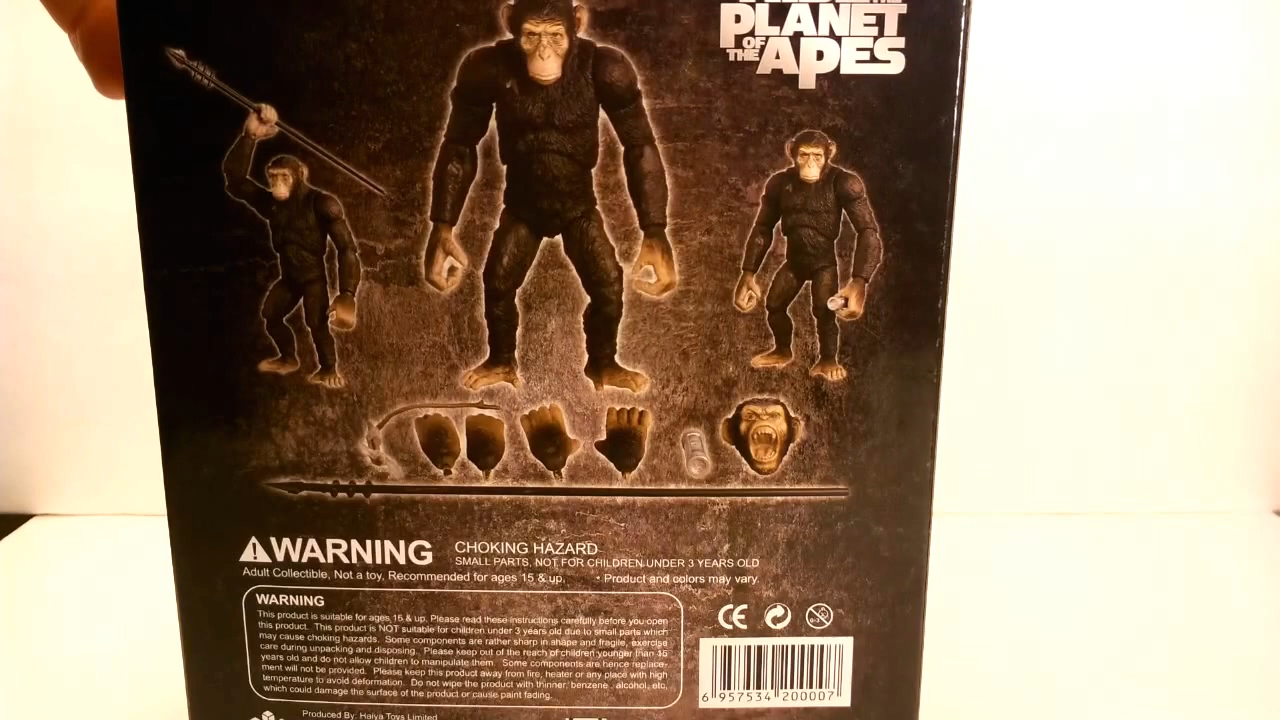 THE
PLANET
OF
THE APES
WARNING
CHOKING HAZARD
SMALL PARTS, NOT FOR CHILDREN UNDER 3 YEARS OLD
Adult Collectible, Not a toy, Recommended for ages 15 & up. * Product and colors may vary.
WARNING
This product is suitable for ages 15 & up. Please read these instructions carefully before you open
this product. This product is NOT suitable for children under 3 years old due to small parts which
may cause choking hazards. Some components are rather sharp in shape and fragile, exercise
care during unpacking and disposing. Please keep out of the reach of children younger than 15
years old and do not allow children to manipulate them. Some components are hence replace-
ment will not be provided. Please keep this product away from fire, heater or any place with high
temperature to avoid deformation. Do not wipe the product with thinner, benzene, alcohol, etc,
which could damage the surface of the product or cause paint fading.
CE
0-3
6 957534 200007
Produced By: Haiya Toys Limited